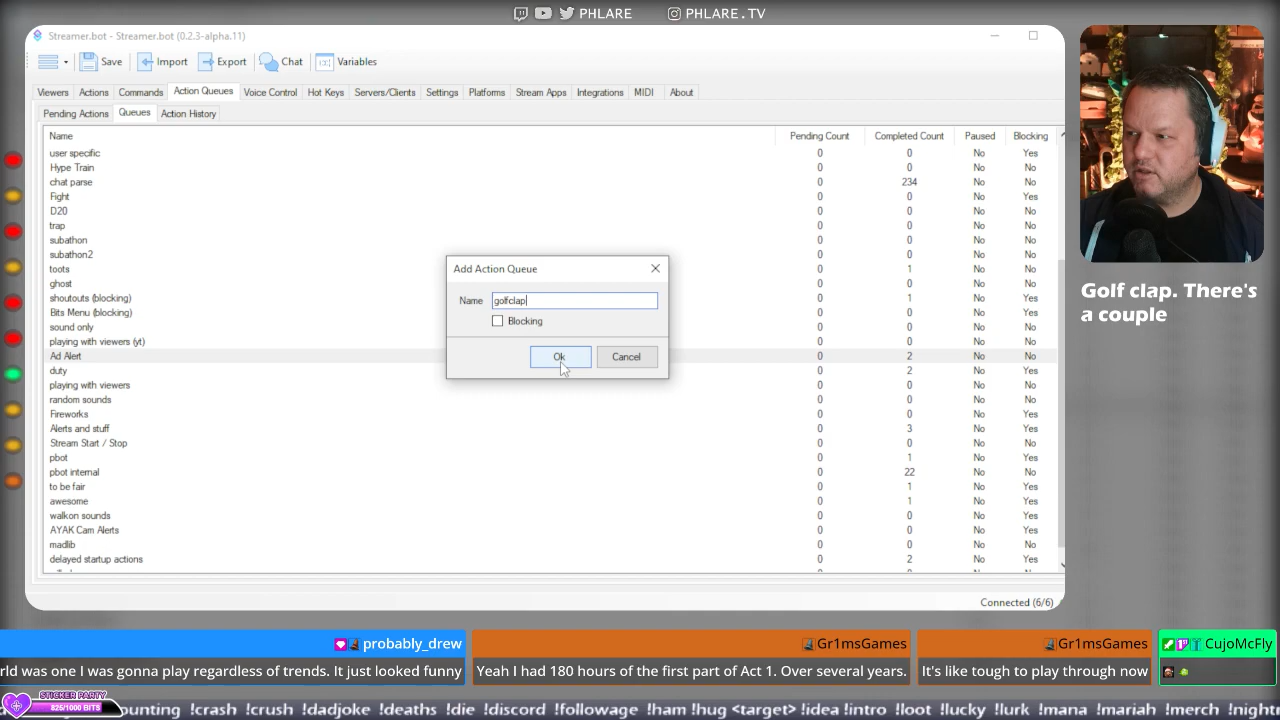 PHLARE PHLARE.TV
Streamer.bot - Streamer.bot (0.2.3-alpha.11)
Save Import Export Chat Variables
Viewers Actions Commands Action Queues Voice Control Hot Keys Servers/Clients Settings Platforms Stream Apps Integrations MIDI About
Pending Actions Queues Action History
Name Pending Count Completed Count Paused Blocking
user specific 0 0 No Yes
Hype Train 0 0 No No
chat parse 0 234 No No
Fight 0 0 No Yes
D20 0 0 No No
trap 0 0 No No
subathon 0 0 No No
subathon2 0 0 No No
toots 0 1 No No
ghost 0 0 No No
shoutouts (blocking) 0 1 No Yes
Bits Menu (blocking) 0 0 No Yes
sound only 0 0 No No
playing with viewers (yt) 0 0 No No
Ad Alert 0 2 No No
duty 0 2 No Yes
playing with viewers 0 0 No No
random sounds 0 0 No No
Fireworks 0 0 No No
Alerts and stuff 0 3 No Yes
Stream Start / Stop 0 0 No No
pbot 0 1 No Yes
pbot internal 0 22 No No
to be fair 0 1 No Yes
awesome 0 1 No Yes
walkon sounds 0 0 No Yes
AYAK Cam Alerts 0 0 No Yes
madlib 0 0 No No
delayed startup actions 0 2 No Yes
Add Action Queue
Name golfclap
Blocking
Ok Cancel
Connected (6/6)
Golf clap. There's
a couple
probably_drew
rld was one I was gonna play regardless of trends. It just looked funny
Gr1msGames
Yeah I had 180 hours of the first part of Act 1. Over several years.
Gr1msGames
It's like tough to play through now
CujoMcFly
STICKER PARTY
825/1000 BITS
ounting !crash !crush !dadjoke !deaths !die !discord !followage !ham !hug <target> !idea !intro !loot !lucky !lurk !mana !mariah !merch !nightm